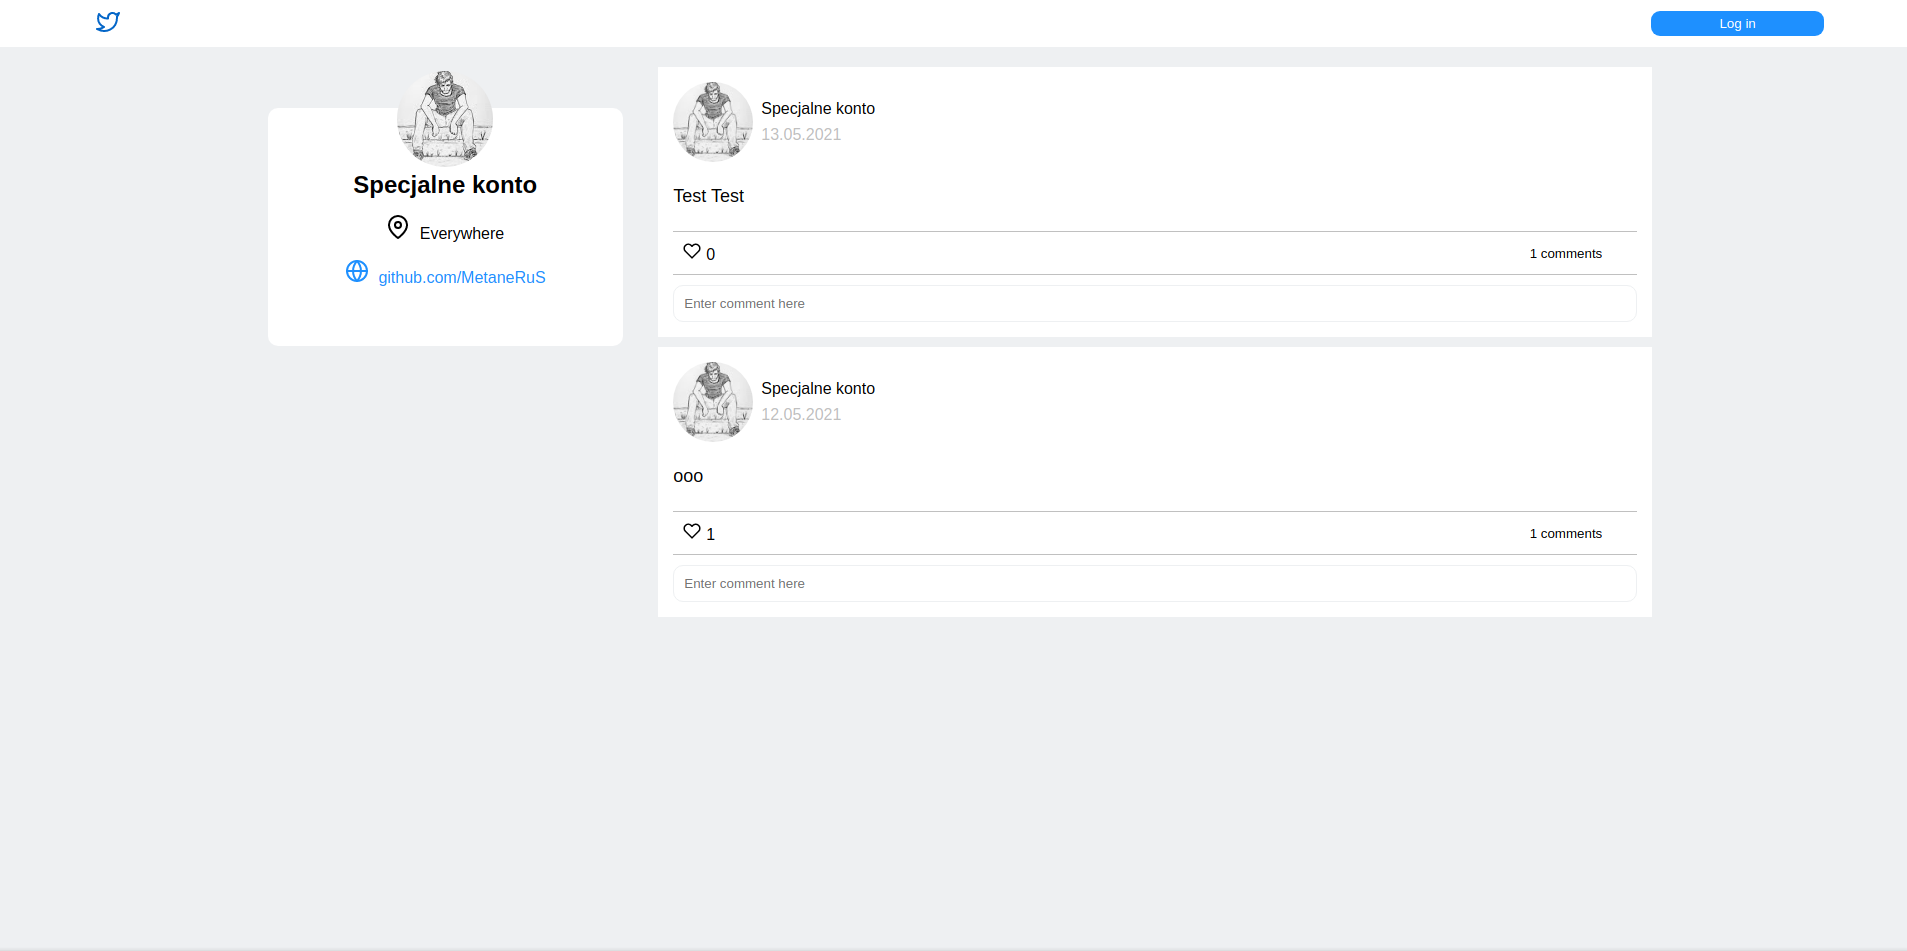 Log in
Specjalne konto
Everywhere
github.com/MetaneRuS
Specjalne konto
13.05.2021
Test Test
0 1 comments
Enter comment here
Specjalne konto
12.05.2021
ooo
1 1 comments
Enter comment here